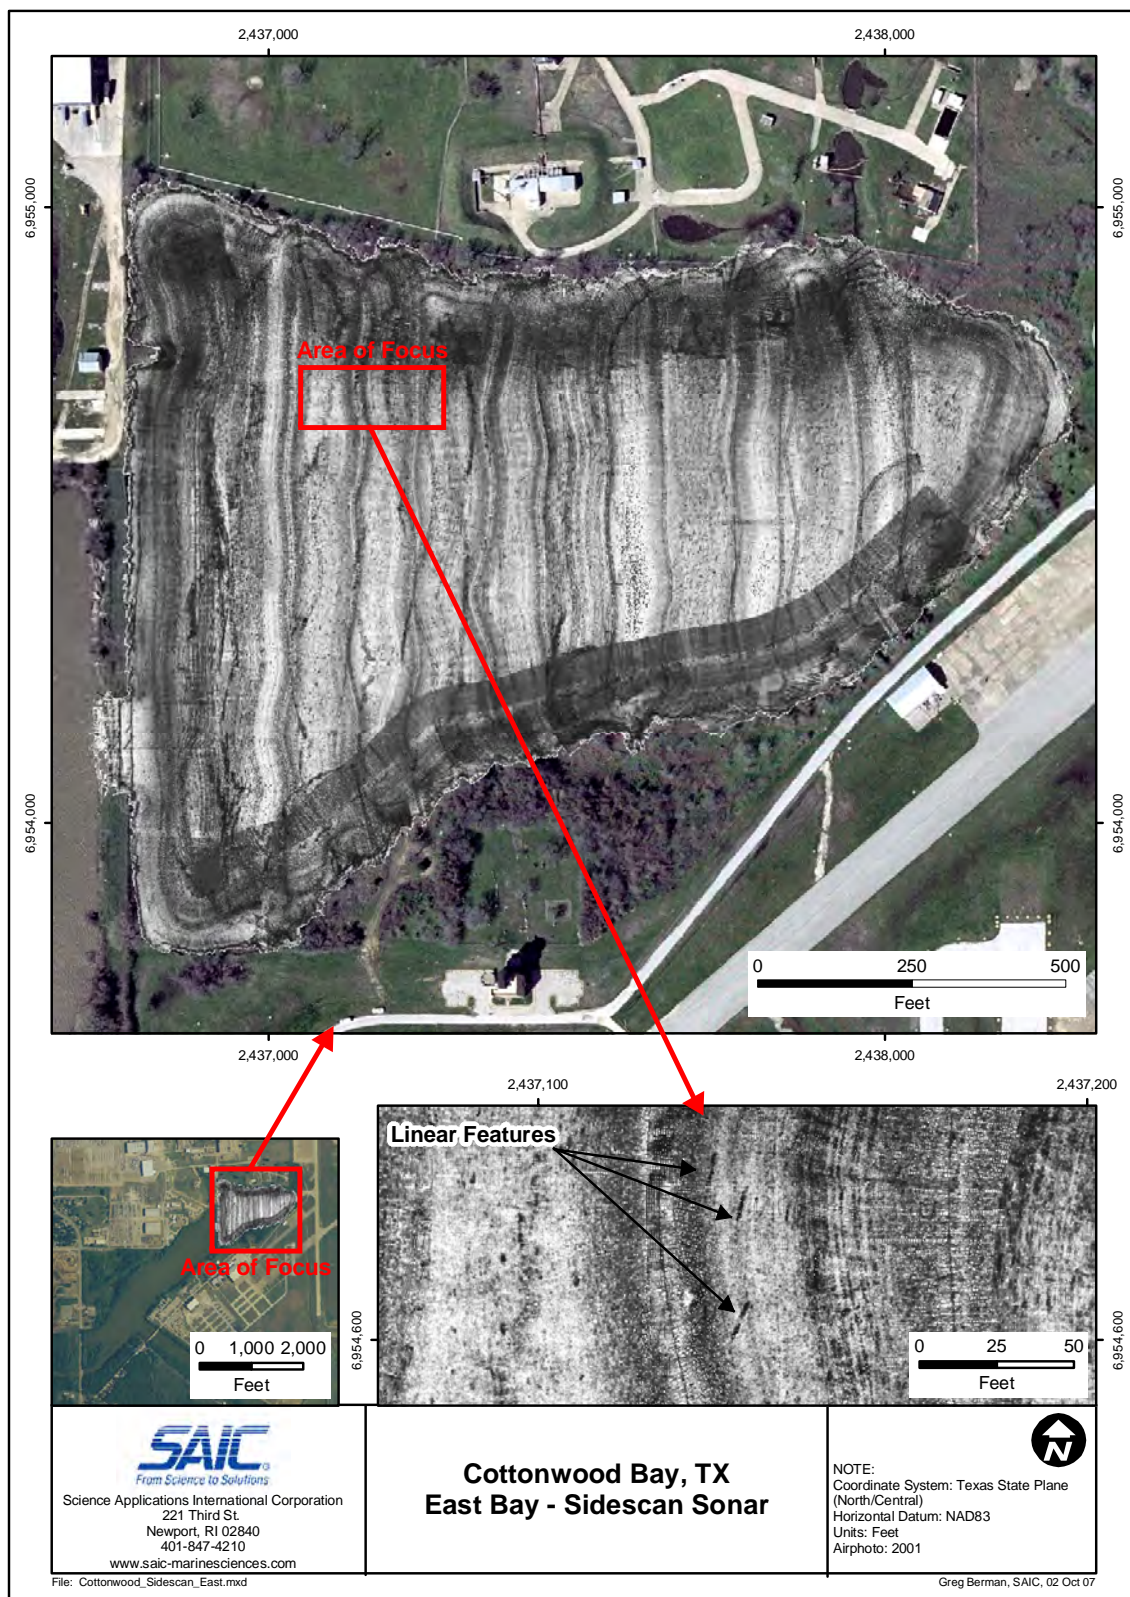 2,437,000
2,438,000
6,955,000
6,955,000
Area of Focus
6,954,000
6,954,000
0 250 500
Feet
2,437,000
2,438,000
2,437,100
2,437,200
Linear Features
Area of Focus
0 1,000 2,000
Feet
6,954,600
6,954,600
0 25 50
Feet
SAIC
From Science to Solutions
Science Applications International Corporation
221 Third St.
Newport, RI 02840
401-847-4210
www.saic-marinesciences.com
Cottonwood Bay, TX
East Bay - Sidescan Sonar
N
NOTE:
Coordinate System: Texas State Plane
(North/Central)
Horizontal Datum: NAD83
Units: Feet
Airphoto: 2001
File: Cottonwood_Sidescan_East.mxd
Greg Berman, SAIC, 02 Oct 07